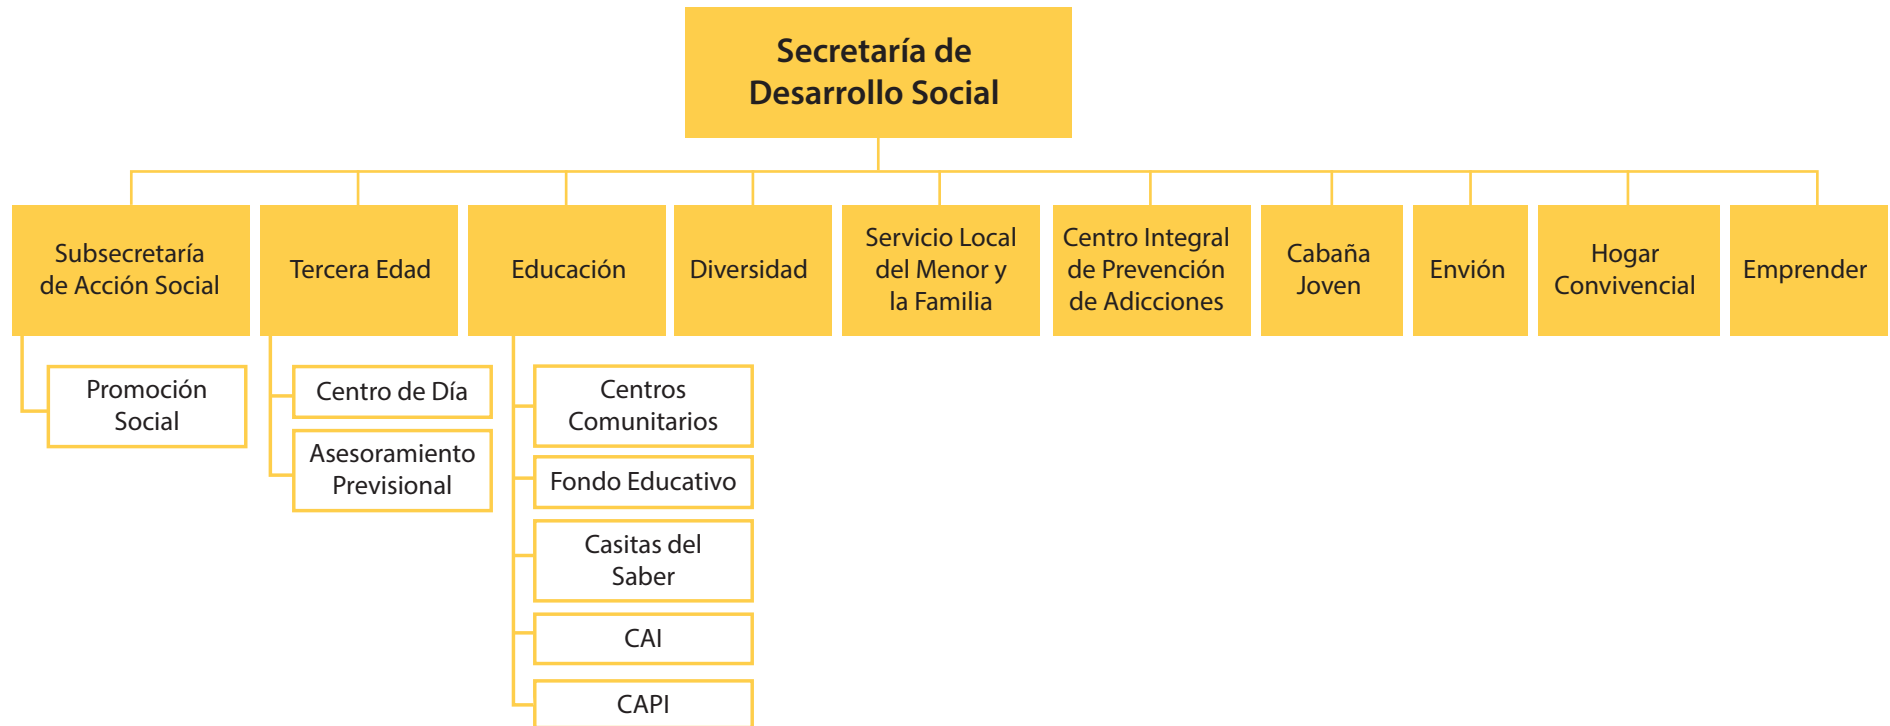 Secretaría de
Desarrollo Social
Subsecretaría
de Acción Social
Tercera Edad
Educación
Diversidad
Servicio Local
del Menor y
la Familia
Centro Integral
de Prevención
de Adicciones
Cabaña
Joven
Envión
Hogar
Convivencial
Emprender
Promoción
Social
Centro de Día
Asesoramiento
Previsional
Centros
Comunitarios
Fondo Educativo
Casitas del
Saber
CAI
CAPI